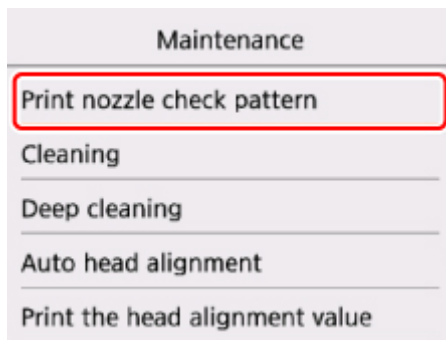 Maintenance
Print nozzle check pattern
Cleaning
Deep cleaning
Auto head alignment
Print the head alignment value